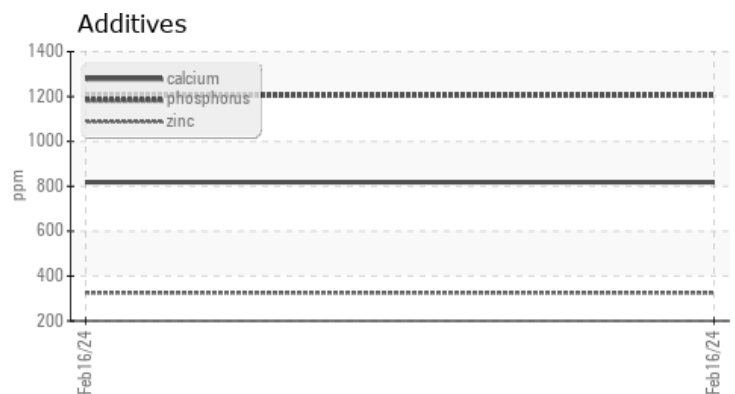 Additives
1400
1200
1000
800
600
400
200
ppm
calcium
phosphorus
zinc
Feb16/24
Feb16/24